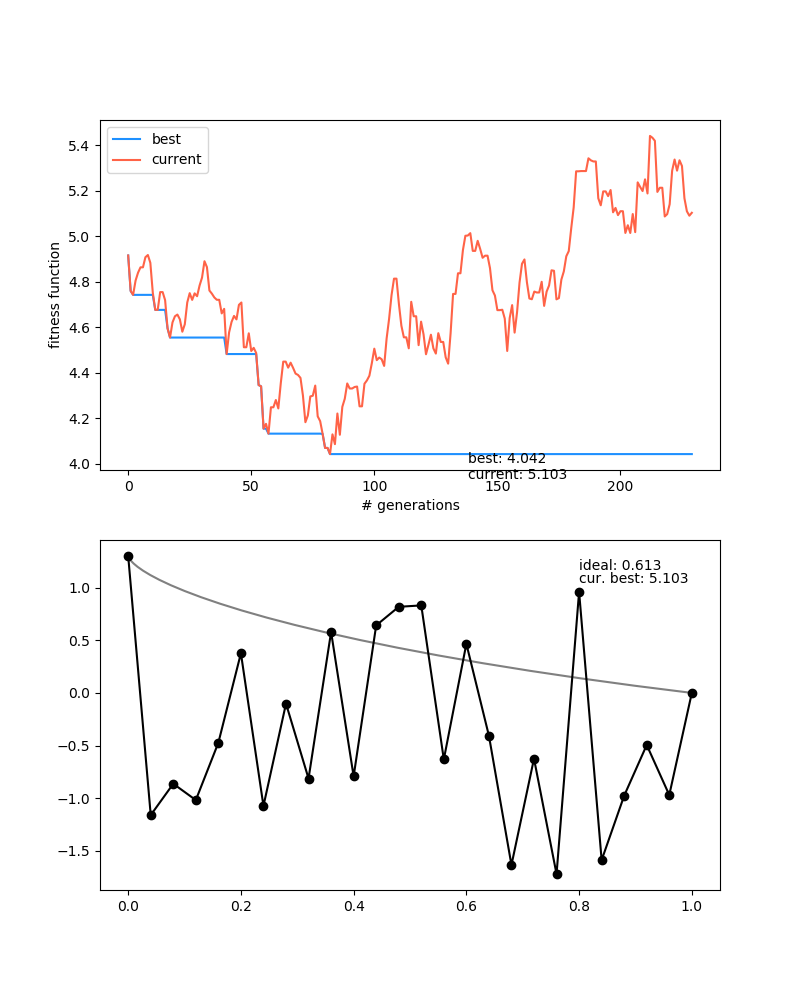 best
current
5.4
5.2
5.0
4.8
4.6
4.4
4.2
4.0
fitness function
best: 4.042
current: 5.103
0 50 100 150 200
# generations
ideal: 0.613
cur. best: 5.103
1.0
0.5
0.0
−0.5
−1.0
−1.5
0.0 0.2 0.4 0.6 0.8 1.0